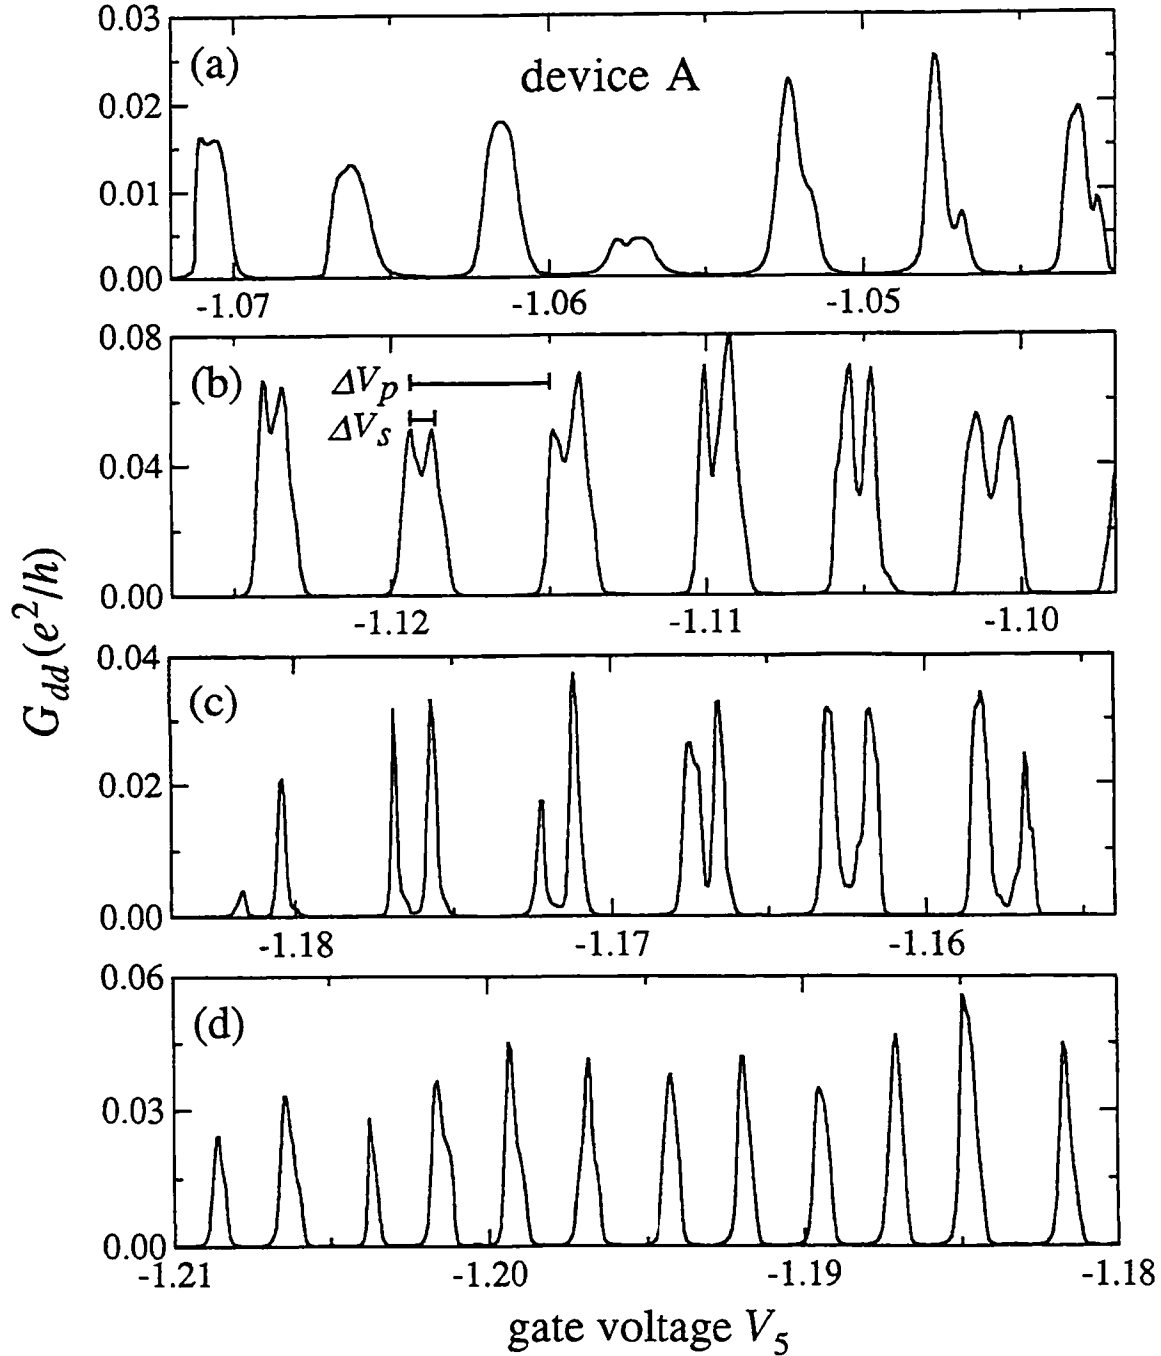 0.03
(a)
device A
0.02
0.01
0.00
-1.07 -1.06 -1.05
0.08
(b)
ΔVp
ΔVs
0.04
0.00
-1.12 -1.11 -1.10
0.04
(c)
0.02
0.00
-1.18 -1.17 -1.16
0.06
(d)
0.03
0.00
-1.21 -1.20 -1.19 -1.18
gate voltage V5
Gdd(e2/h)